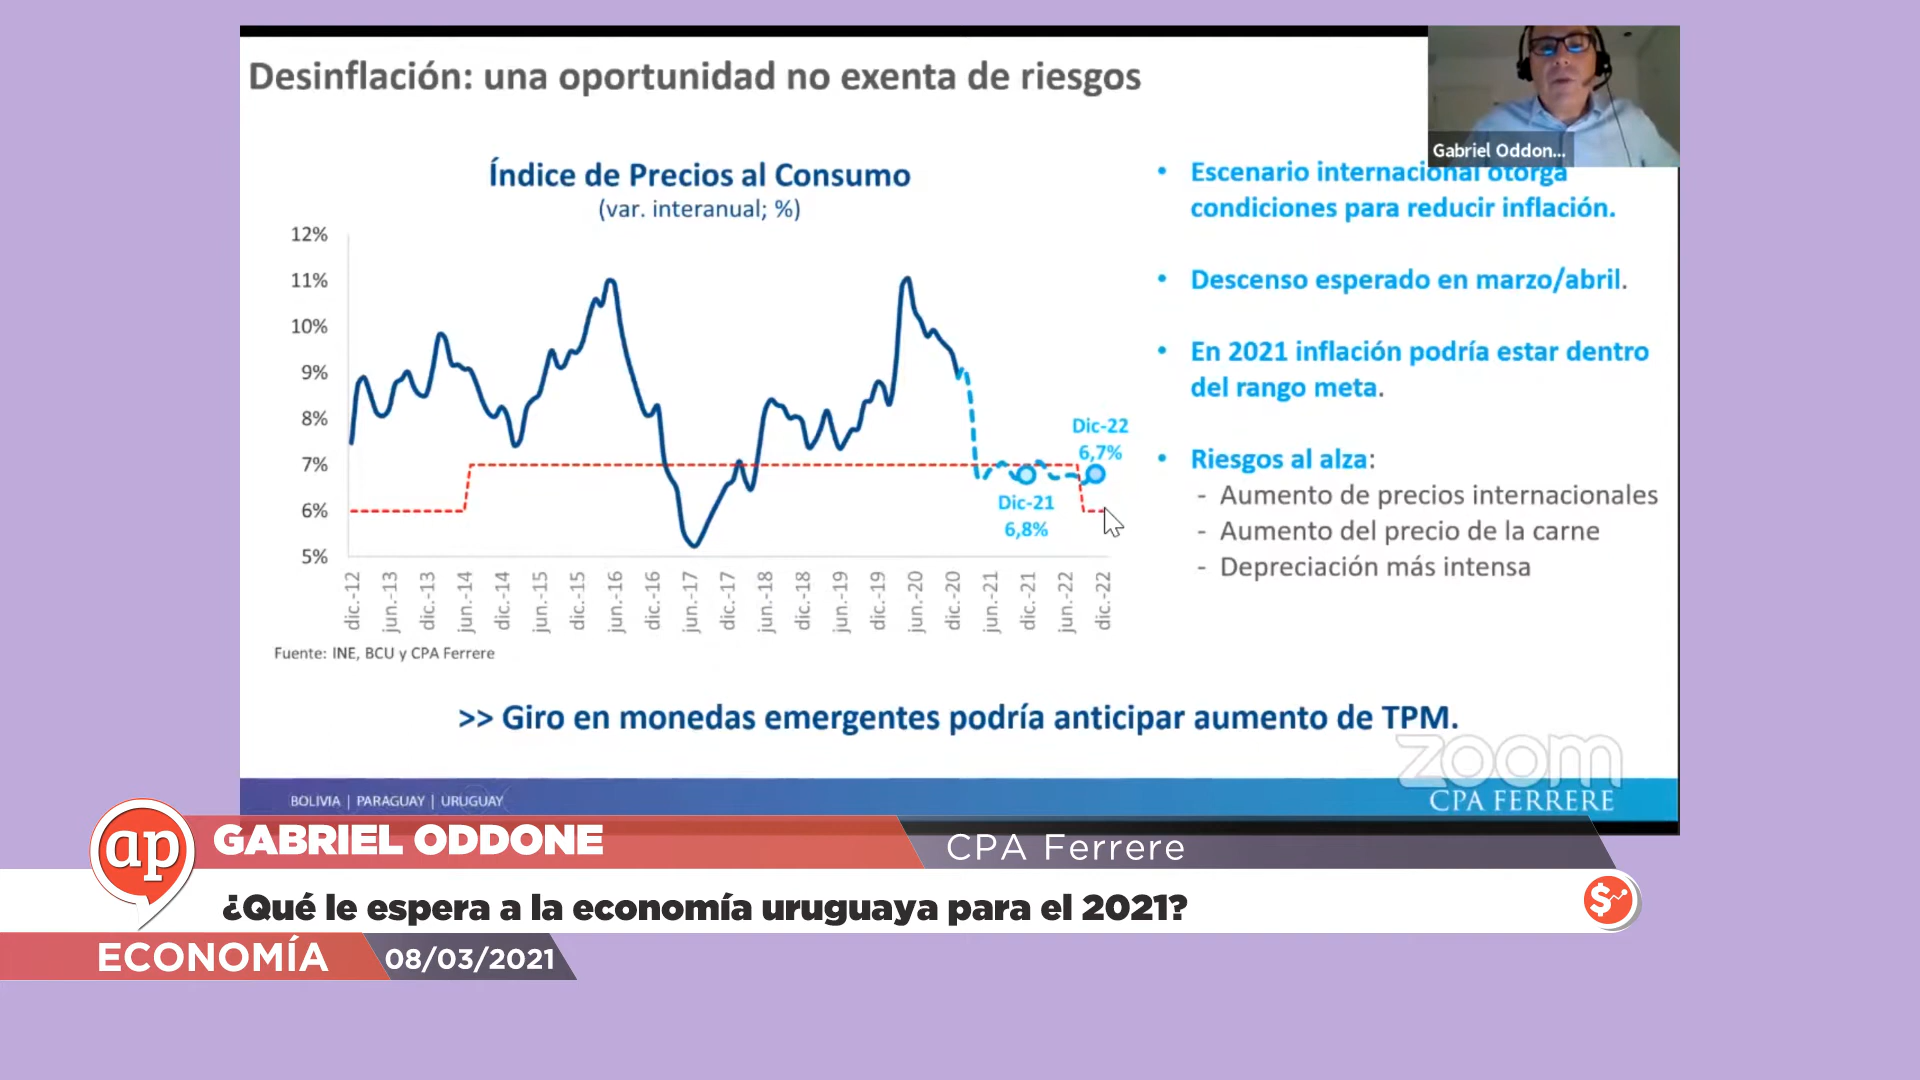 Desinflación: una oportunidad no exenta de riesgos
Gabriel Oddon...
Índice de Precios al Consumo
(var. interanual; %)
12%
11%
10%
9%
8%
7%
6%
5%
Dic-22
6,7%
Dic-21
6,8%
dic.-12
jun.-13
dic.-13
jun.-14
dic.-14
jun.-15
dic.-15
jun.-16
dic.-16
jun.-17
dic.-17
jun.-18
dic.-18
jun.-19
dic.-19
jun.-20
dic.-20
jun.-21
dic.-21
jun.-22
dic.-22
Fuente: INE, BCU y CPA Ferrere
• Escenario internacional otorga
condiciones para reducir inflación.
• Descenso esperado en marzo/abril.
• En 2021 inflación podría estar dentro
del rango meta.
• Riesgos al alza:
- Aumento de precios internacionales
- Aumento del precio de la carne
- Depreciación más intensa
>> Giro en monedas emergentes podría anticipar aumento de TPM.
zoom
BOLIVIA | PARAGUAY | URUGUAY
CPA FERRERE
ap
GABRIEL ODDONE
CPA Ferrere
¿Qué le espera a la economía uruguaya para el 2021?
$
ECONOMÍA
08/03/2021